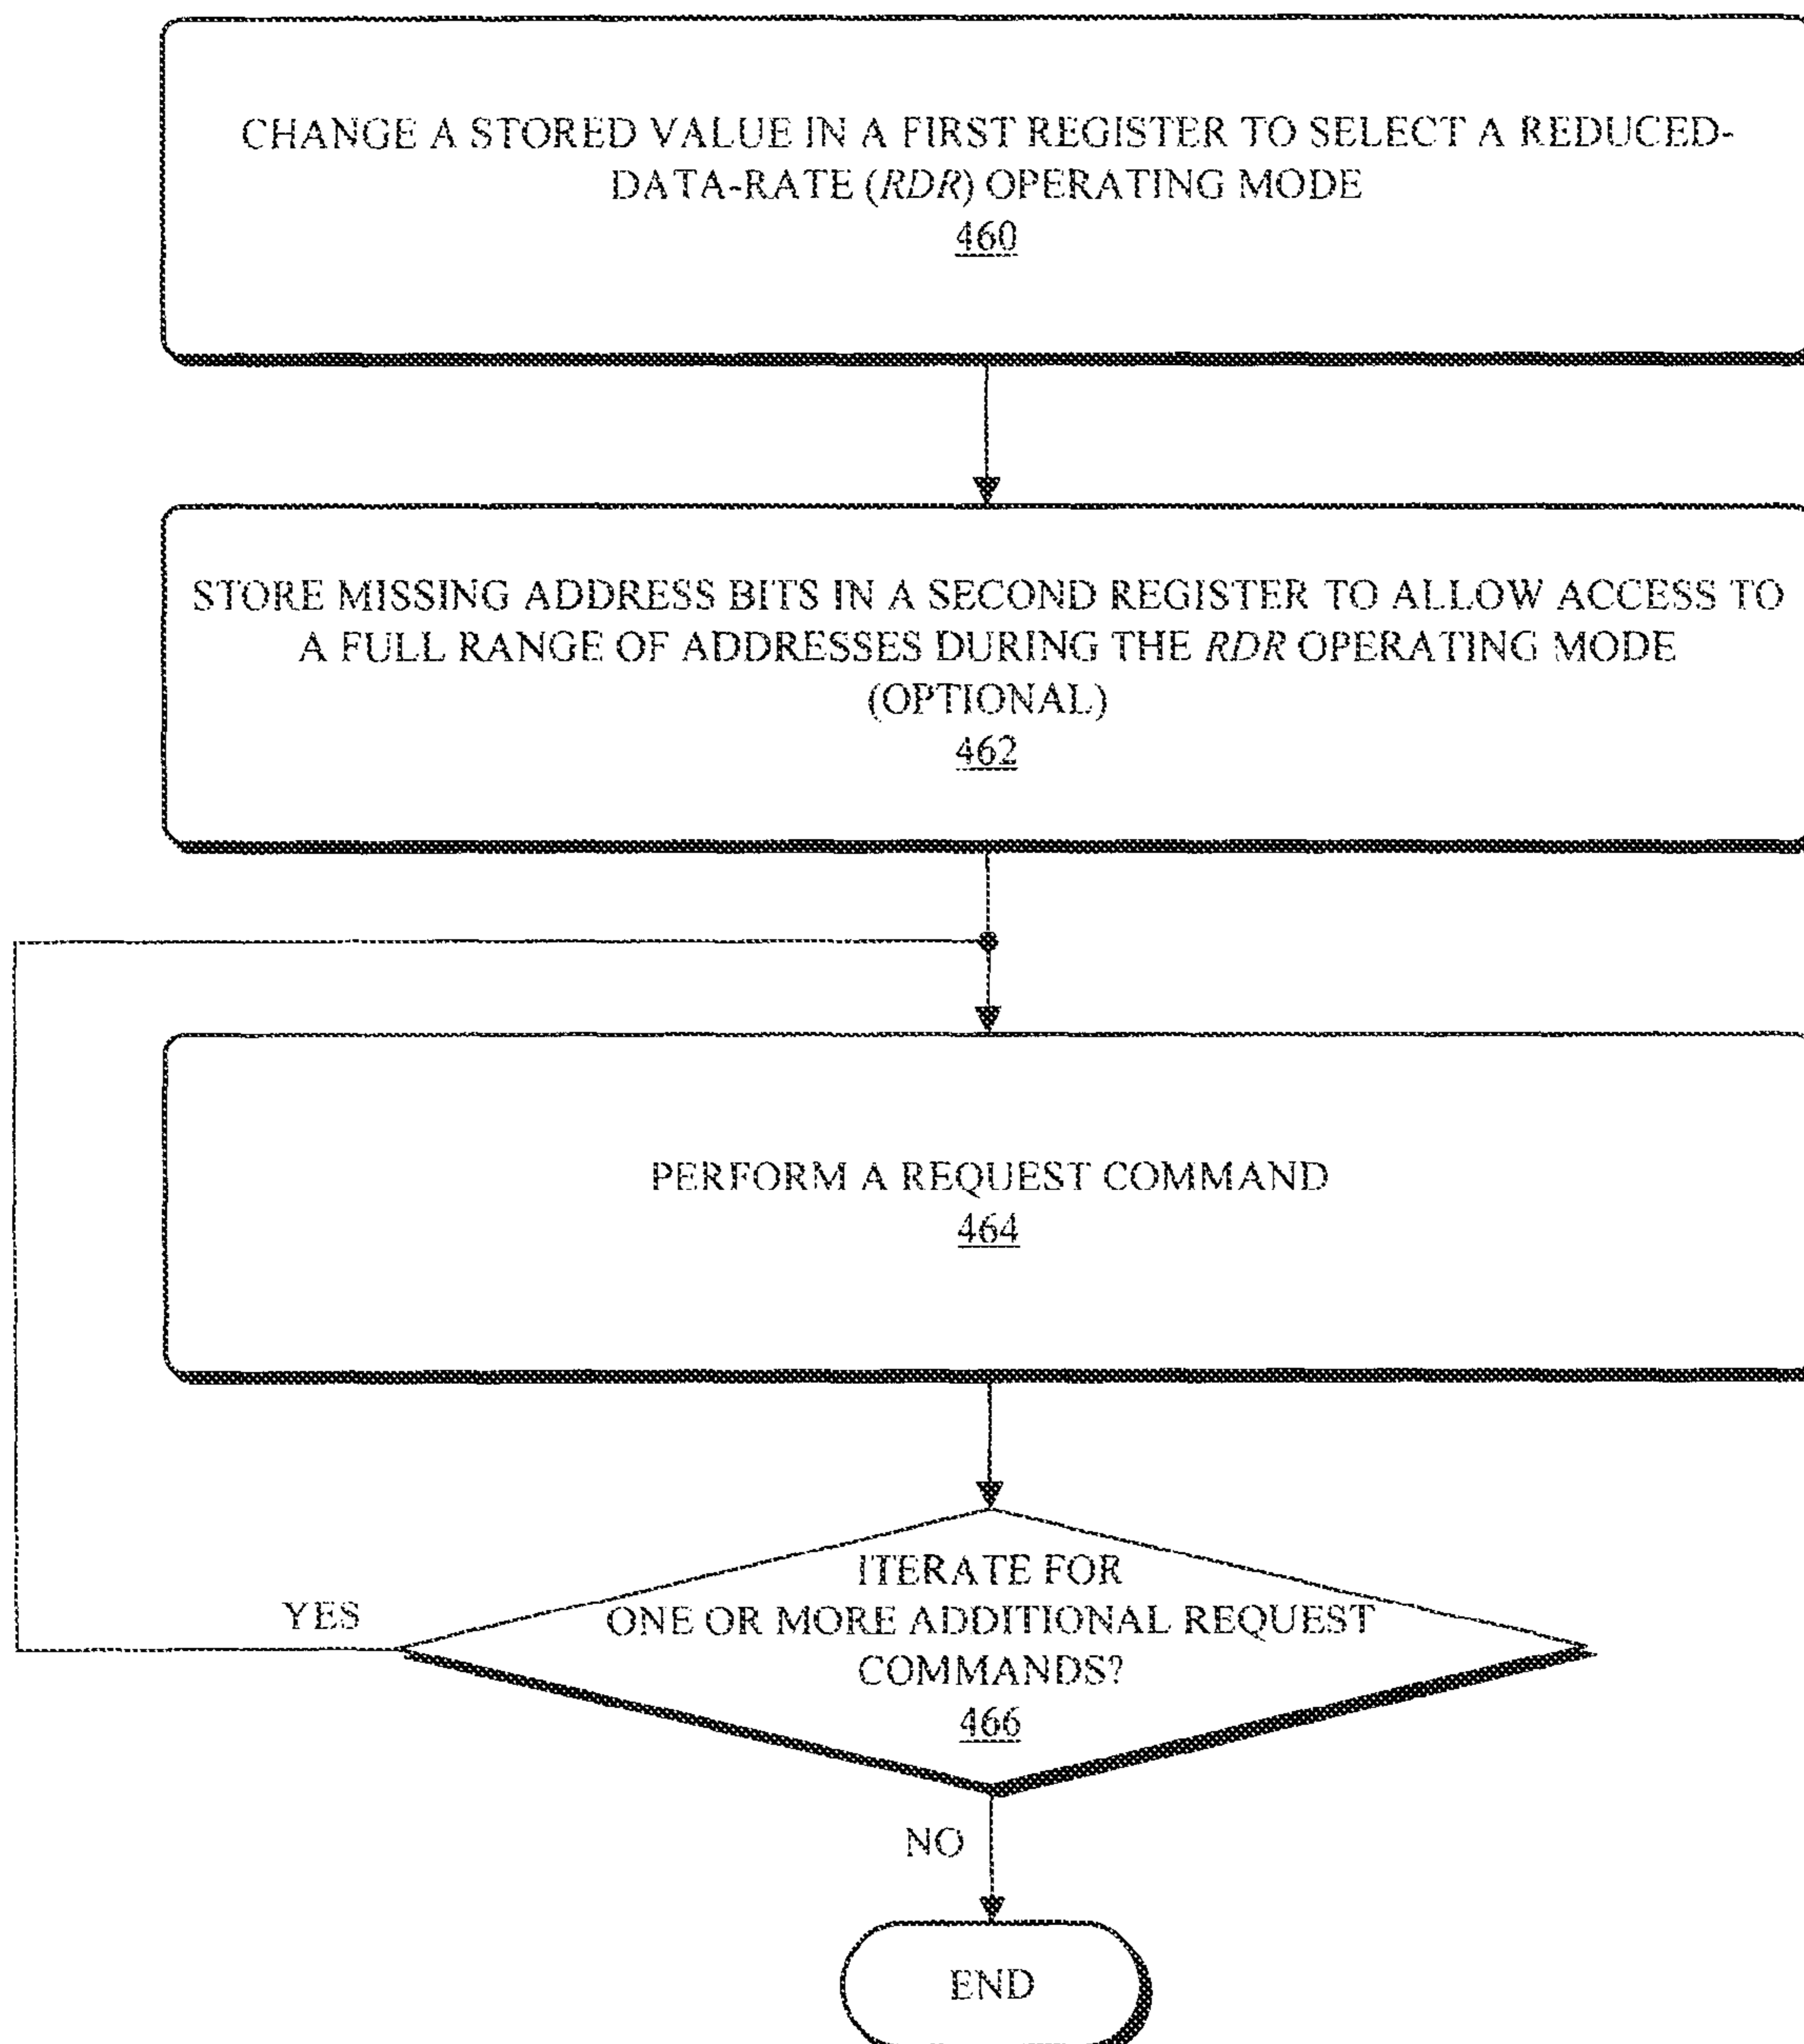 CHANGE A STORED VALUE IN A FIRST REGISTER TO SELECT A REDUCED-
DATA-RATE (RDR) OPERATING MODE
460
STORE MISSING ADDRESS BITS IN A SECOND REGISTER TO ALLOW ACCESS TO
A FULL RANGE OF ADDRESSES DURING THE RDR OPERATING MODE
(OPTIONAL)
462
PERFORM A REQUEST COMMAND
464
ITERATE FOR
ONE OR MORE ADDITIONAL REQUEST
COMMANDS?
466
YES
NO
END